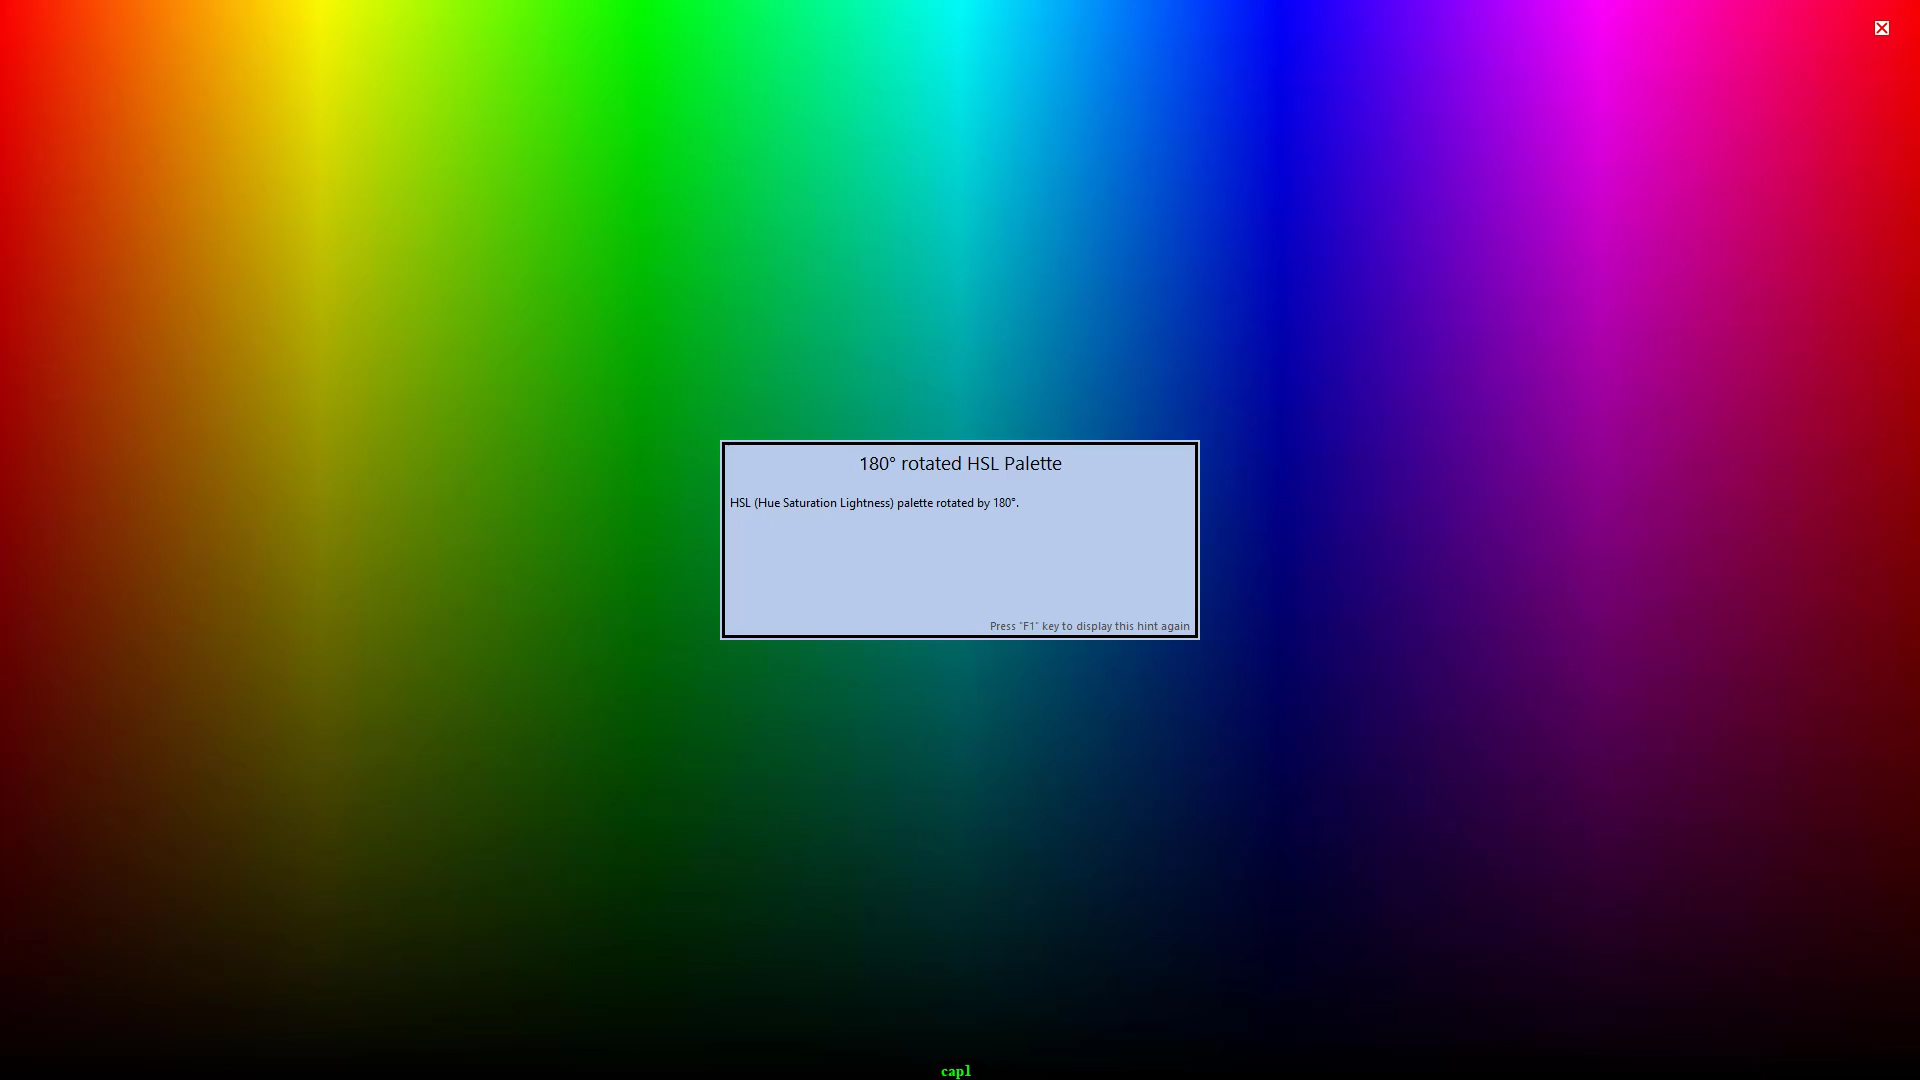 180° rotated HSL Palette
HSL (Hue Saturation Lightness) palette rotated by 180°.
Press "F1" key to display this hint again
cap1